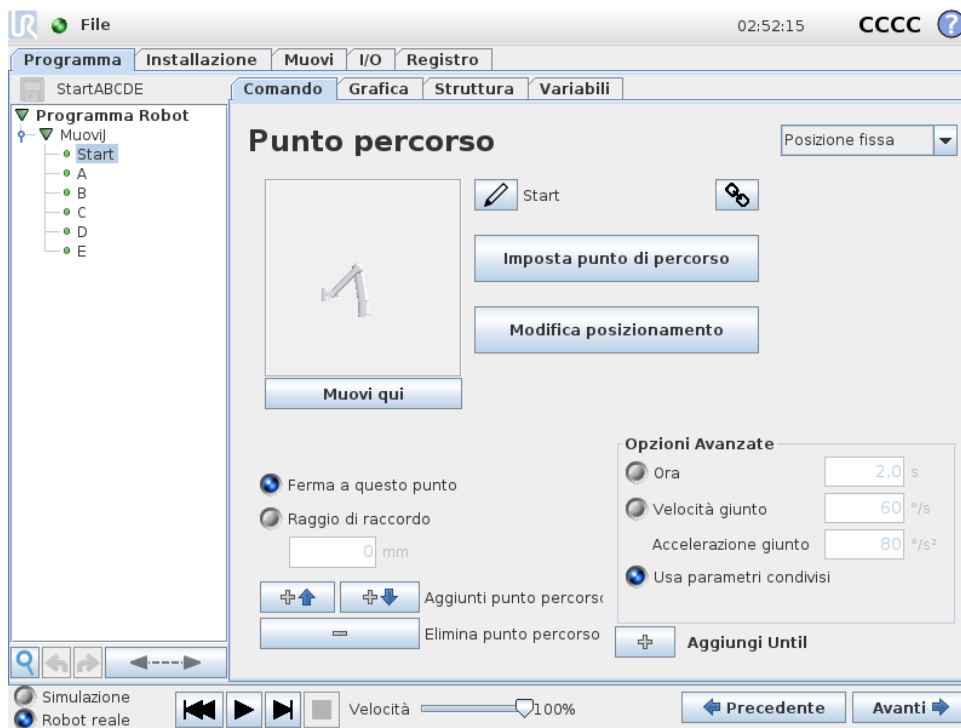 UR File 02:52:15 CCCC ?
Programma Installazione Muovi I/O Registro
StartABCDE
Comando Grafica Struttura Variabili
Programma Robot
MuoviJ
Start
A
B
C
D
E
Punto percorso
Posizione fissa
Start
Imposta punto di percorso
Modifica posizionamento
Muovi qui
Ferma a questo punto
Raggio di raccordo
0 mm
Aggiunti punto percorso
Elimina punto percorso
Opzioni Avanzate
Ora 2,0 s
Velocità giunto 60 °/s
Accelerazione giunto 80 °/s²
Usa parametri condivisi
Aggiungi Until
Simulazione
Robot reale
Velocità 100%
Precedente
Avanti